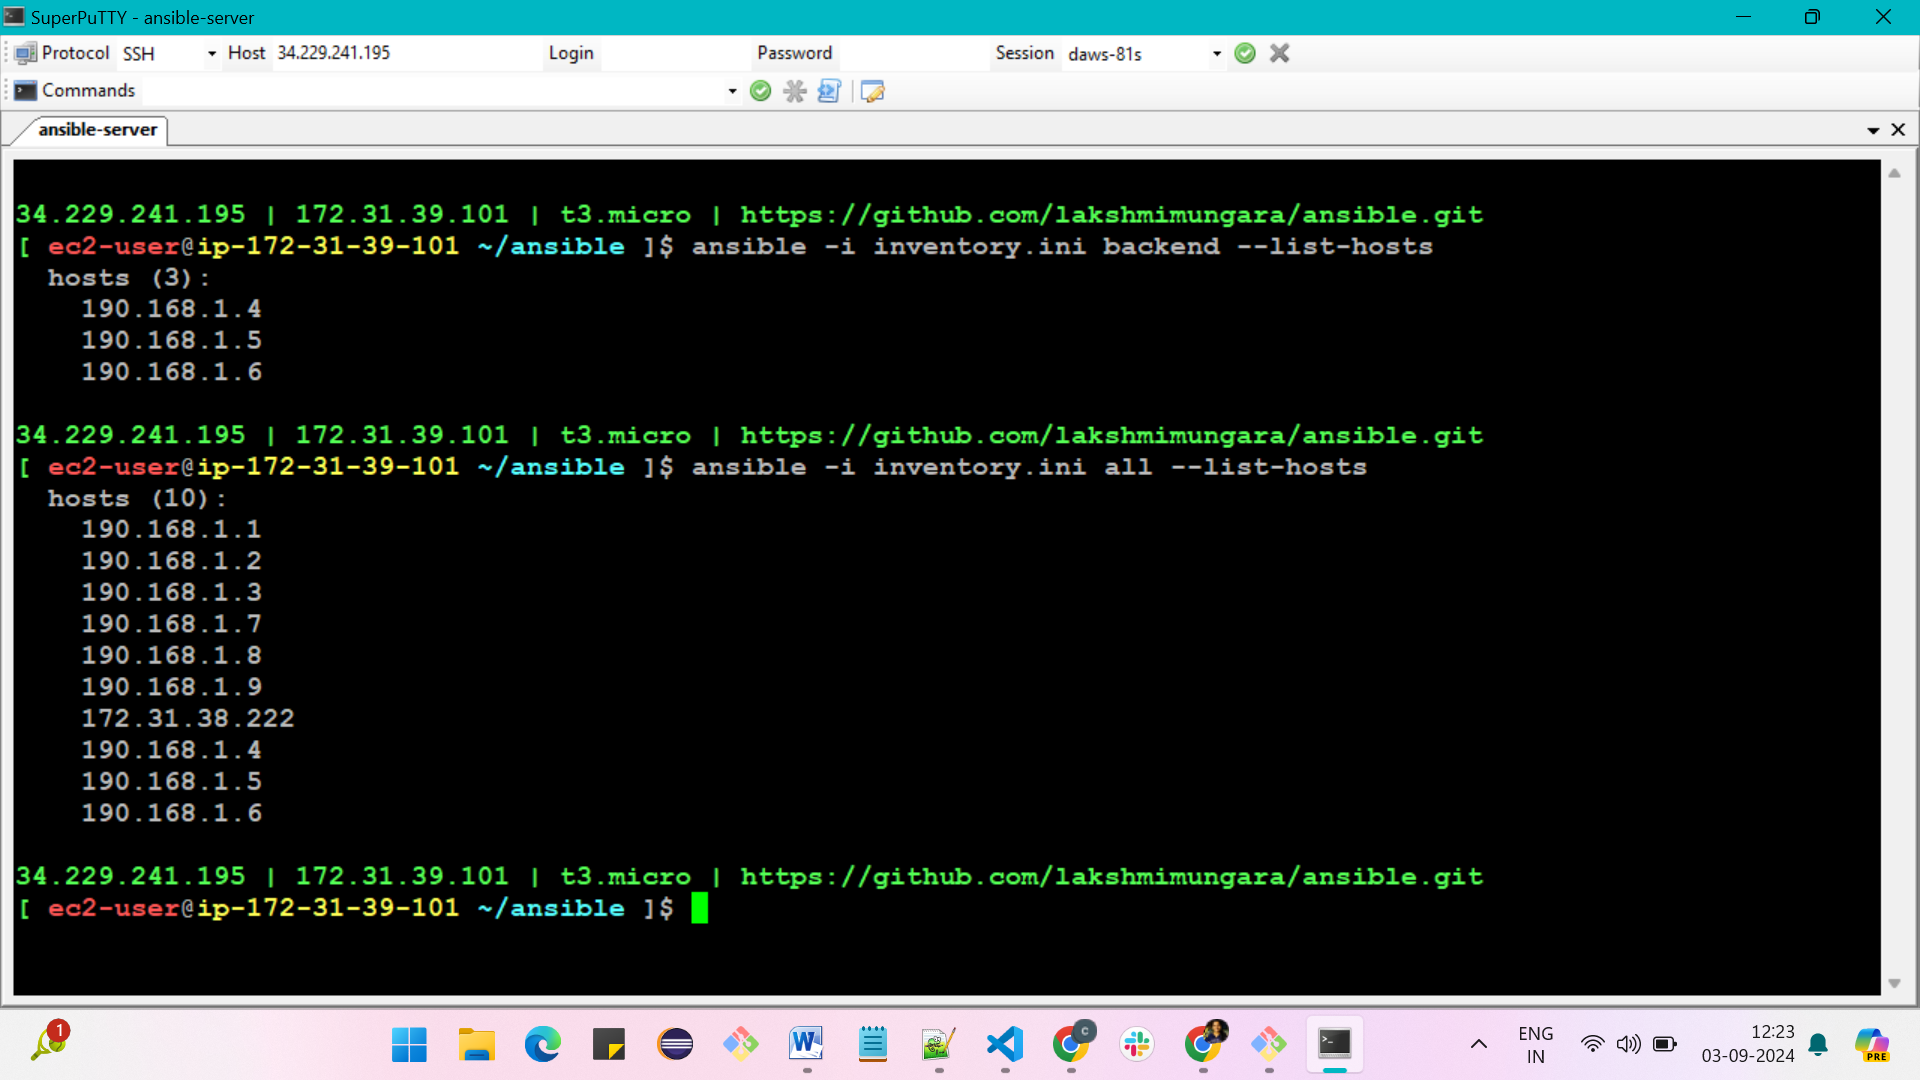 SuperPuTTY - ansible-server
Protocol SSH Host 34.229.241.195 Login Password Session daws-81s
Commands
ansible-server
34.229.241.195 | 172.31.39.101 | t3.micro | https://github.com/lakshmimungara/ansible.git
[ ec2-user@ip-172-31-39-101 ~/ansible ]$ ansible -i inventory.ini backend --list-hosts
  hosts (3):
    190.168.1.4
    190.168.1.5
    190.168.1.6
34.229.241.195 | 172.31.39.101 | t3.micro | https://github.com/lakshmimungara/ansible.git
[ ec2-user@ip-172-31-39-101 ~/ansible ]$ ansible -i inventory.ini all --list-hosts
  hosts (10):
    190.168.1.1
    190.168.1.2
    190.168.1.3
    190.168.1.7
    190.168.1.8
    190.168.1.9
    172.31.38.222
    190.168.1.4
    190.168.1.5
    190.168.1.6
34.229.241.195 | 172.31.39.101 | t3.micro | https://github.com/lakshmimungara/ansible.git
[ ec2-user@ip-172-31-39-101 ~/ansible ]$
1
W
C
ENG
IN
12:23
03-09-2024
PRE